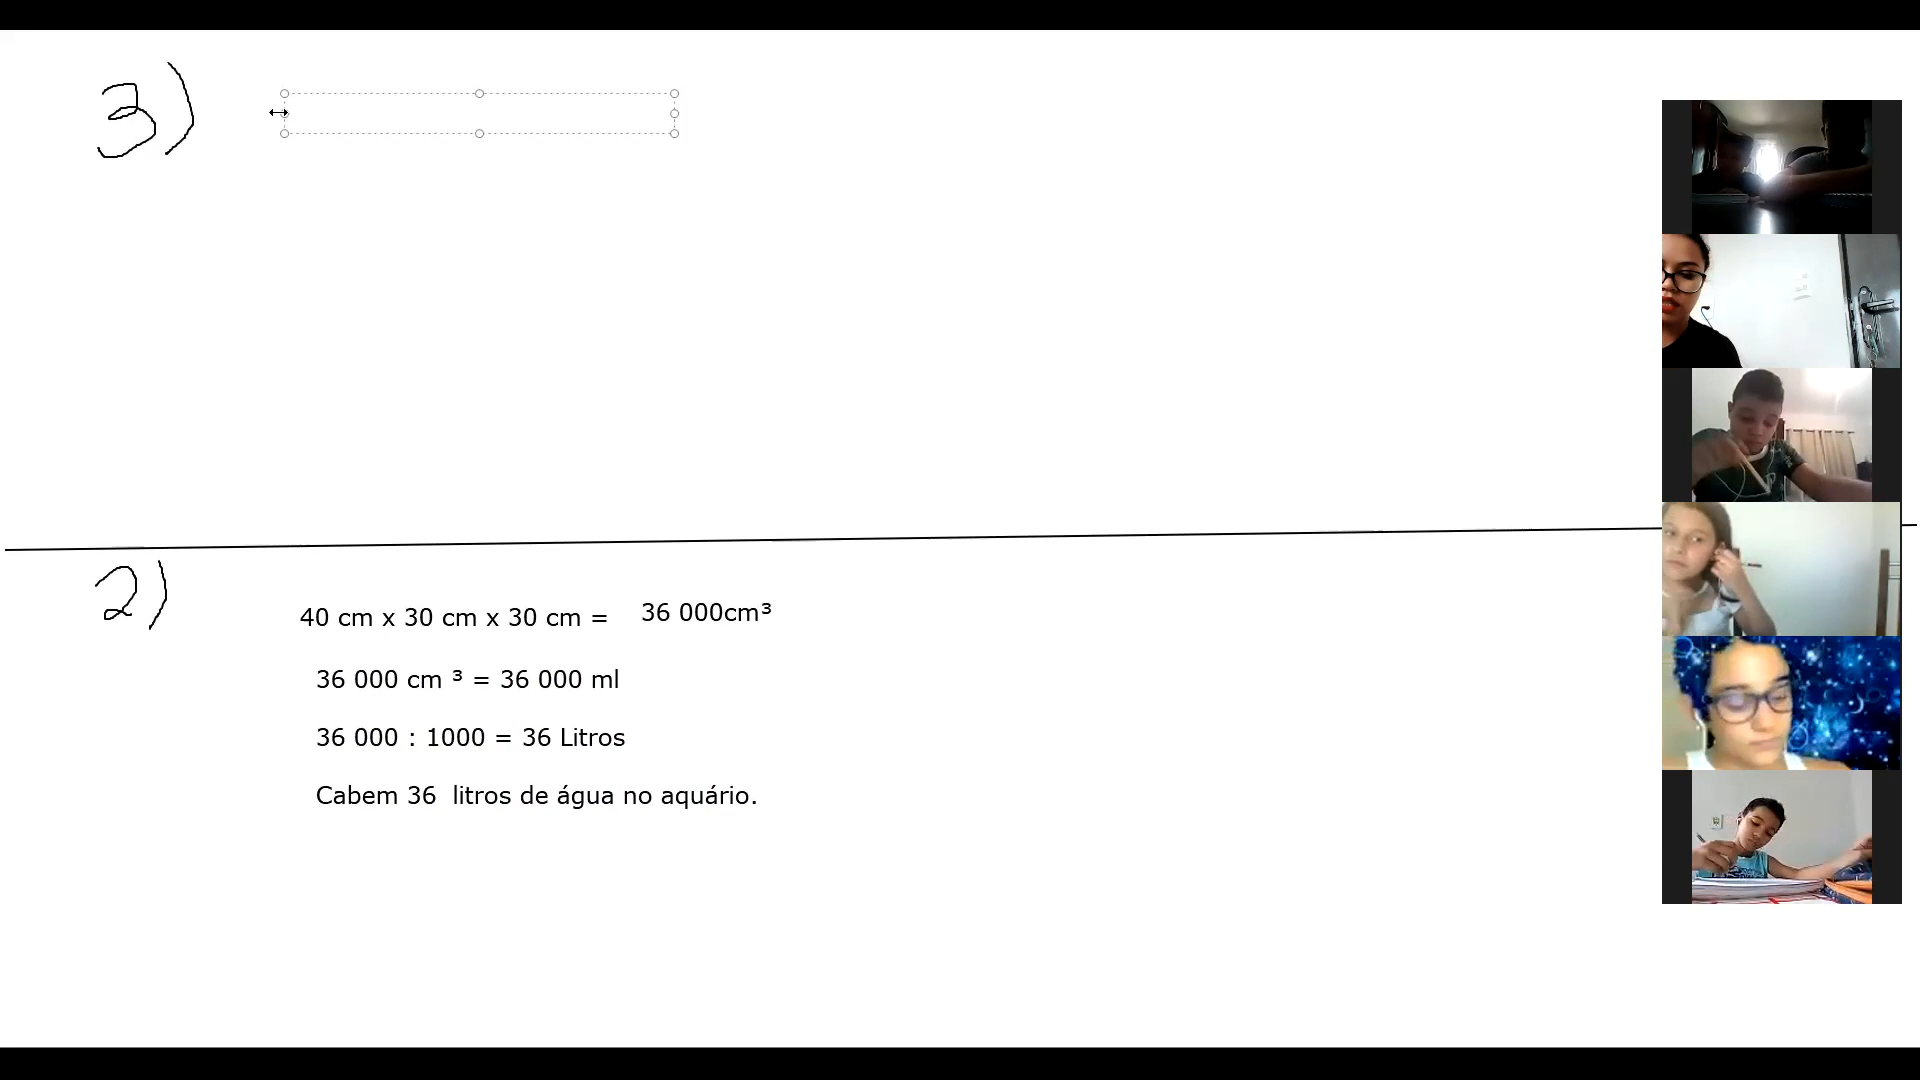 3)
2)
40 cm x 30 cm x 30 cm = 36 000cm³
36 000 cm ³ = 36 000 ml
36 000 : 1000 = 36 Litros
Cabem 36  litros de água no aquário.